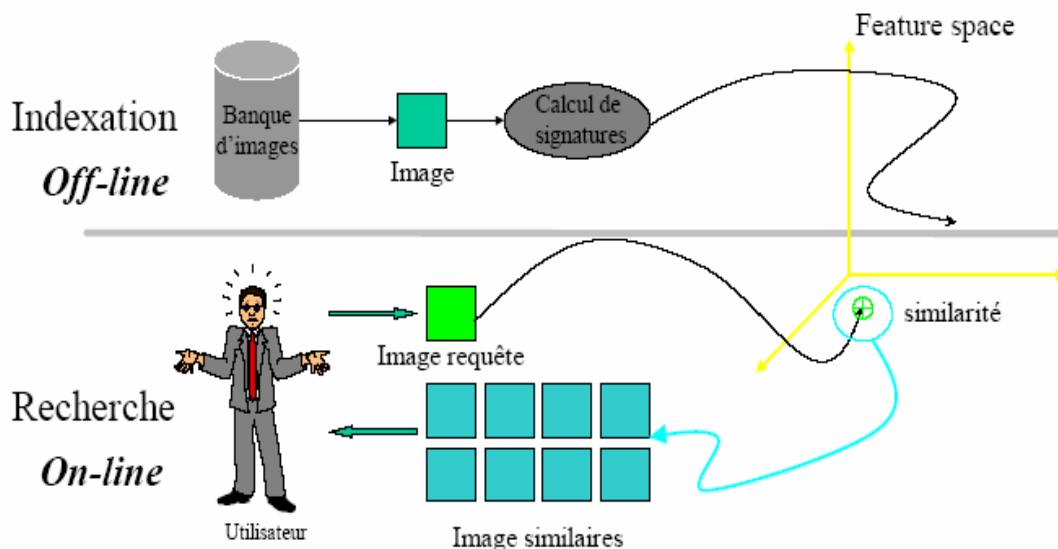 Feature space
Indexation
Off-line
Banque
d'images
Image
Calcul de
signatures
similarité
Image requête
Recherche
On-line
Utilisateur
Image similaires